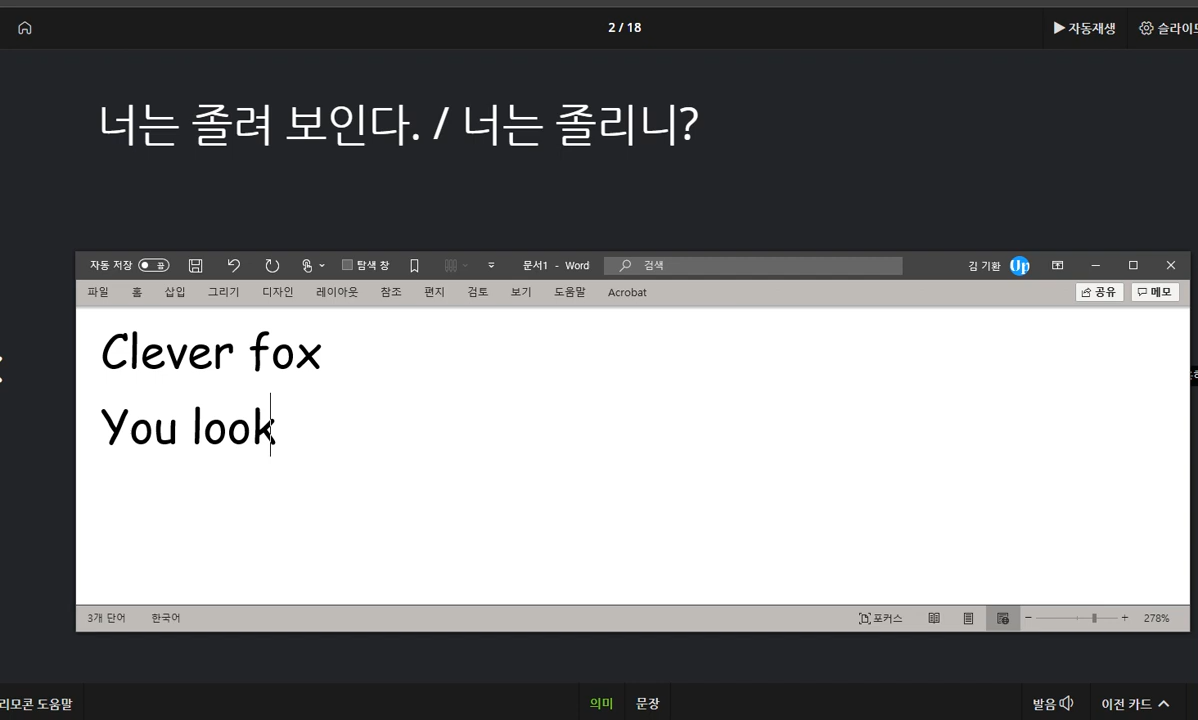 2 / 18
자동재생
슬라이드
너는 졸려 보인다. / 너는 졸리니?
자동 저장 끔
탐색 창
문서1 - Word
검색
김 기환
Up
파일 홈 삽입 그리기 디자인 레이아웃 참조 편지 검토 보기 도움말 Acrobat
공유 메모
Clever fox
You look
3개 단어 한국어
포커스
278%
리모콘 도움말
의미 문장
발음 이전 카드